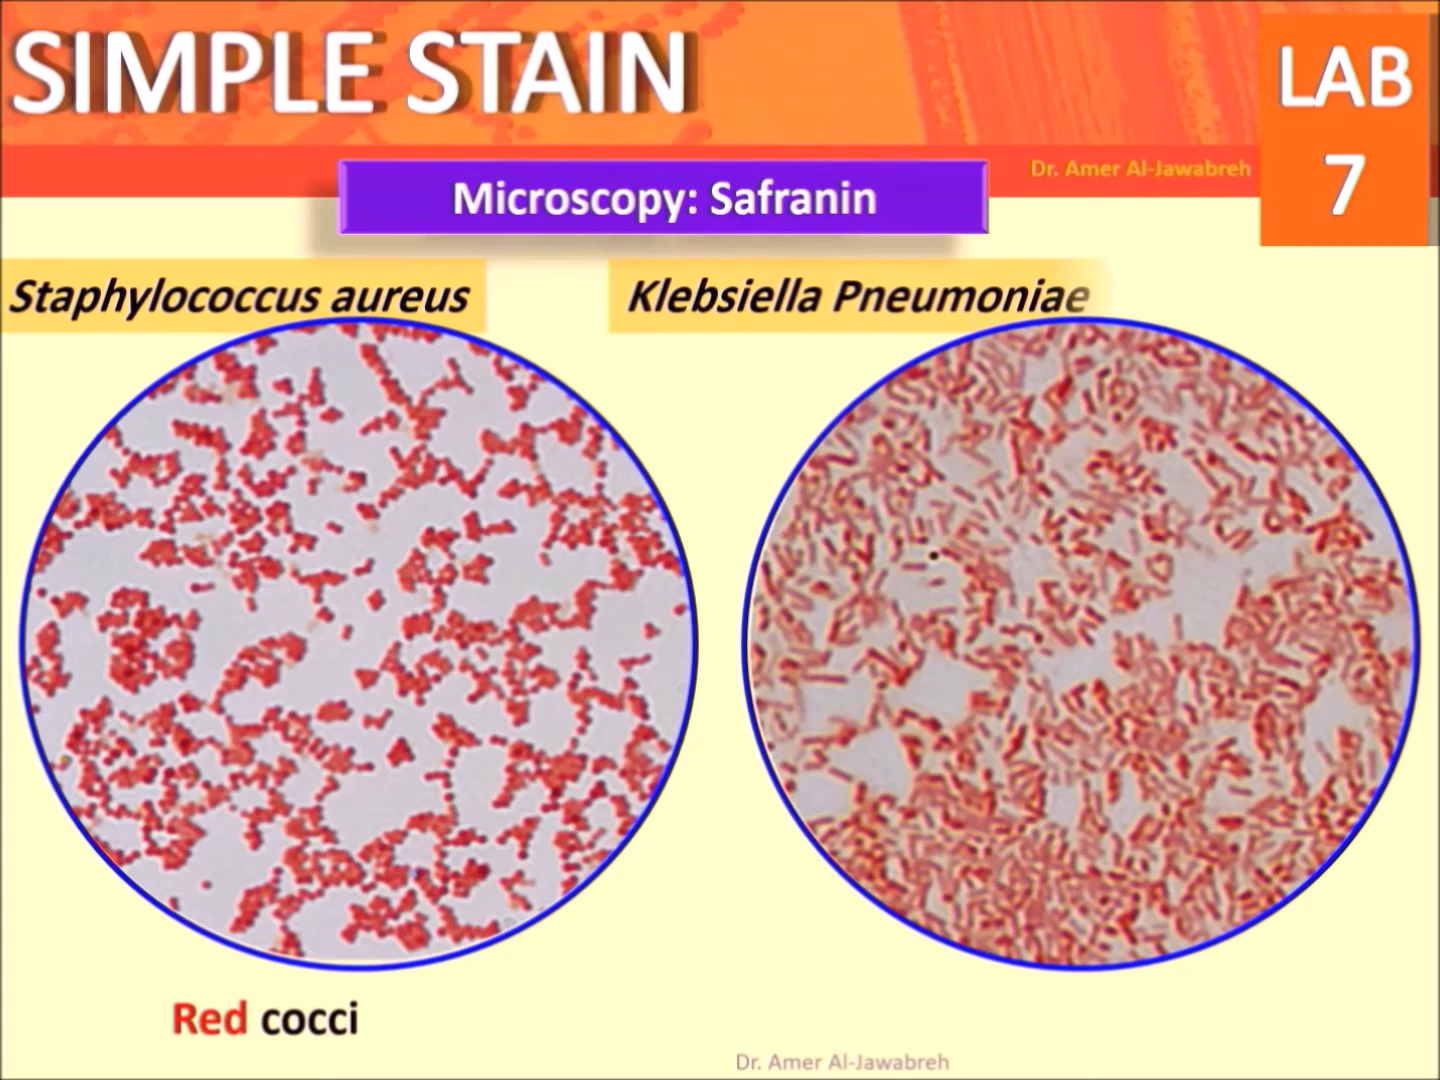 SIMPLE STAIN
LAB
7
Dr. Amer Al-Jawabreh
Microscopy: Safranin
Staphylococcus aureus
Klebsiella Pneumoniae
Red cocci
Dr. Amer Al-Jawabreh